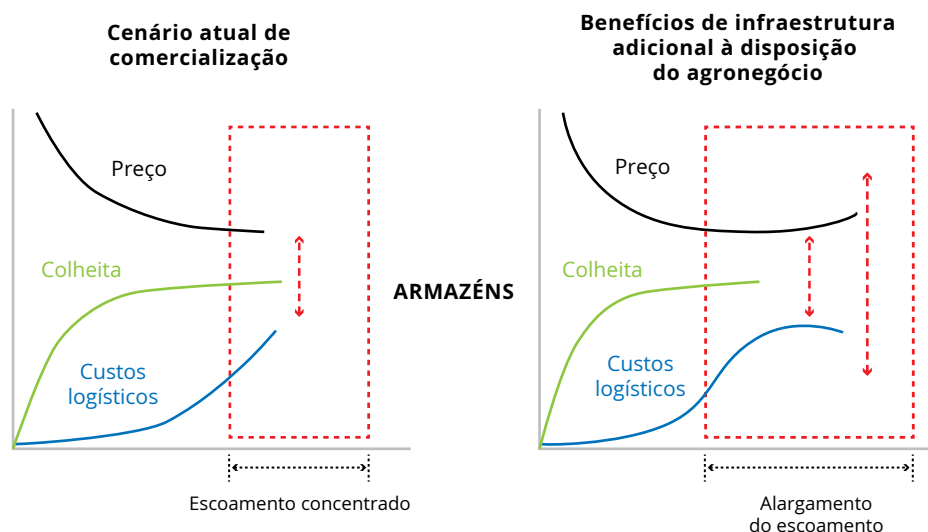 Cenário atual de
comercialização
Preço
Colheita
Custos
logísticos
Escoamento concentrado
ARMAZÉNS
Benefícios de infraestrutura
adicional à disposição
do agronegócio
Preço
Colheita
Custos
logísticos
Alargamento
do escoamento